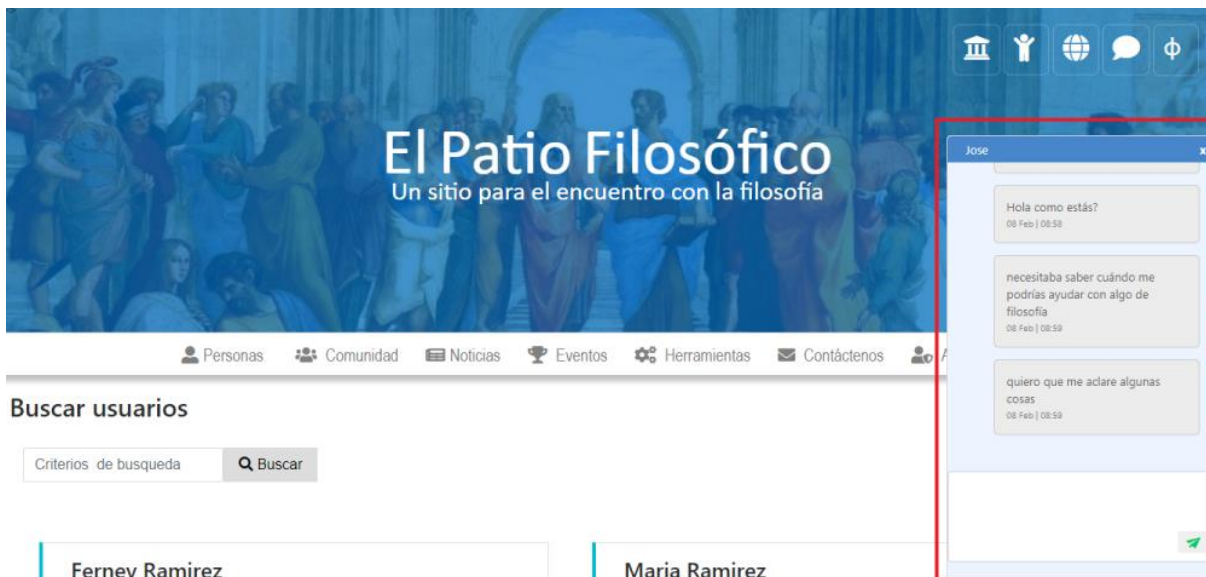 ф
El Patio Filosófico
Un sitio para el encuentro con la filosofía
Personas Comunidad Noticias Eventos Herramientas Contáctenos
Buscar usuarios
Criterios de busqueda
Buscar
Ferney Ramirez
Maria Ramirez
Jose x
Hola como estás?
08 Feb | 08:58
necesitaba saber cuándo me
podrías ayudar con algo de
filosofía
08 Feb | 08:59
quiero que me aclare algunas
cosas
08 Feb | 08:59